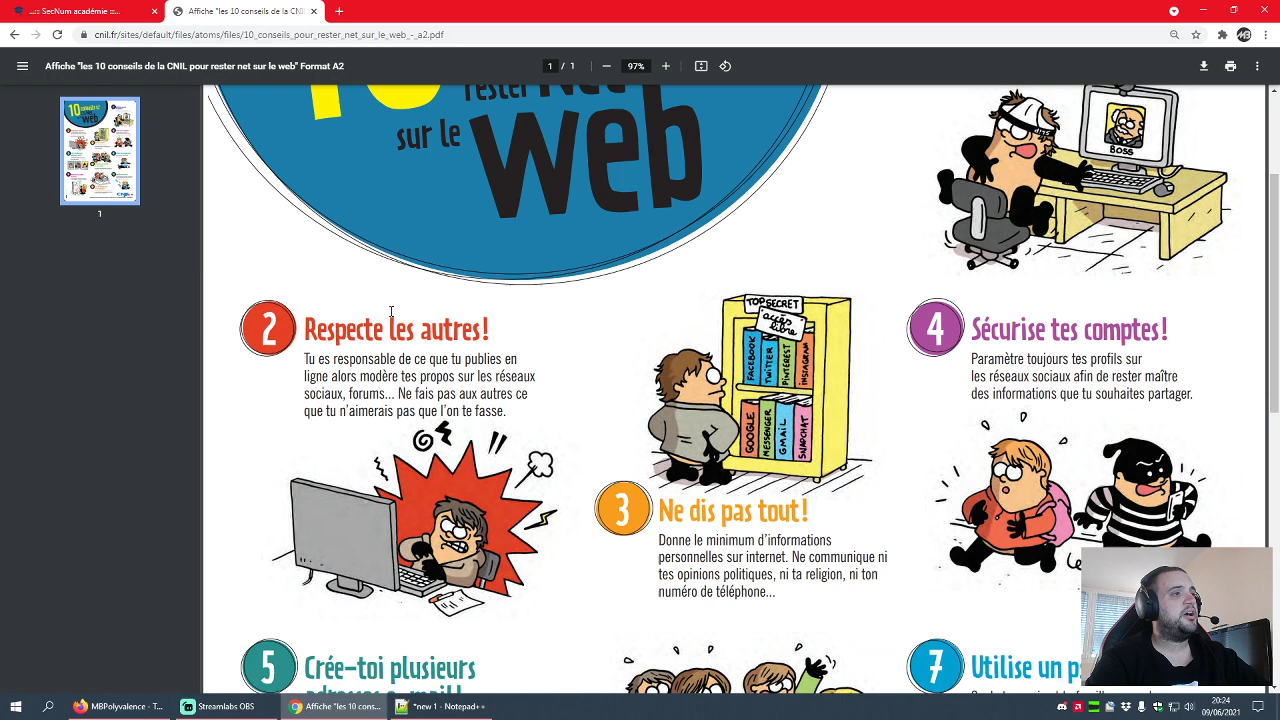 ..:: SecNum académie ::...
Affiche "les 10 conseils de la CNI
cnil.fr/sites/default/files/atoms/files/10_conseils_pour_rester_net_sur_le_web_-_a2.pdf
Affiche "les 10 conseils de la CNIL pour rester net sur le web" Format A2
1 / 1
97%
1
10
rester Net
sur le
web
BOSS
2
Respecte les autres!
Tu es responsable de ce que tu publies en
ligne alors modère tes propos sur les réseaux
sociaux, forums... Ne fais pas aux autres ce
que tu n'aimerais pas que l'on te fasse.
TOP SECRET
accès
libre
FACEBOOK
TWITTER
PINTEREST
INSTAGRAM
GOOGLE
MESSENGER
GMAIL
SNAPCHAT
3
Ne dis pas tout!
Donne le minimum d'informations
personnelles sur internet. Ne communique ni
tes opinions politiques, ni ta religion, ni ton
numéro de téléphone...
4
Sécurise tes comptes!
Paramètre toujours tes profils sur
les réseaux sociaux afin de rester maître
des informations que tu souhaites partager.
5
Crée-toi plusieurs
adresses e-mail!
7
Utilise un
MBPolyvalence - T...
Streamlabs OBS
Affiche "les 10 cons...
*new 1 - Notepad++
20:24
09/06/2021